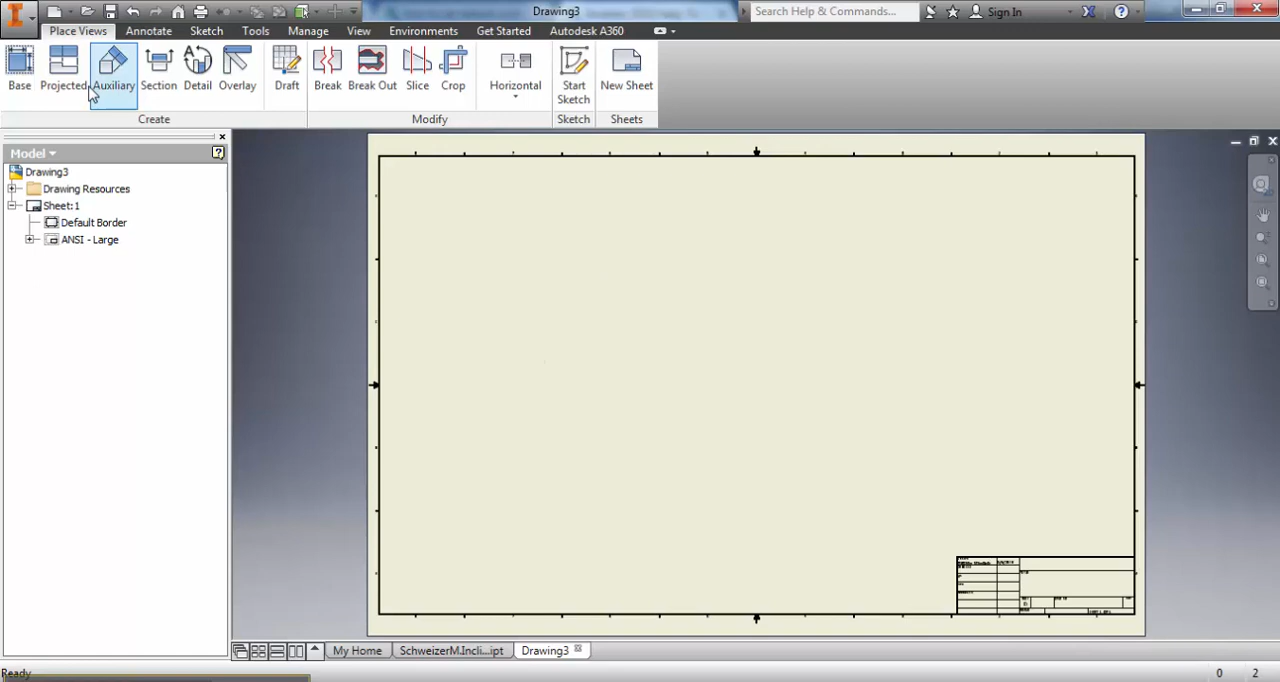 Drawing3
Search Help & Commands...
Sign In
Place Views Annotate Sketch Tools Manage View Environments Get Started Autodesk A360
Base Projected Auxiliary Section Detail Overlay Draft Break Break Out Slice Crop Horizontal Start Sketch New Sheet
Create Modify Sketch Sheets
Model
Drawing3
Drawing Resources
Sheet:1
Default Border
ANSI - Large
My Home SchweizerM.Incli...ipt Drawing3
Ready 0 2